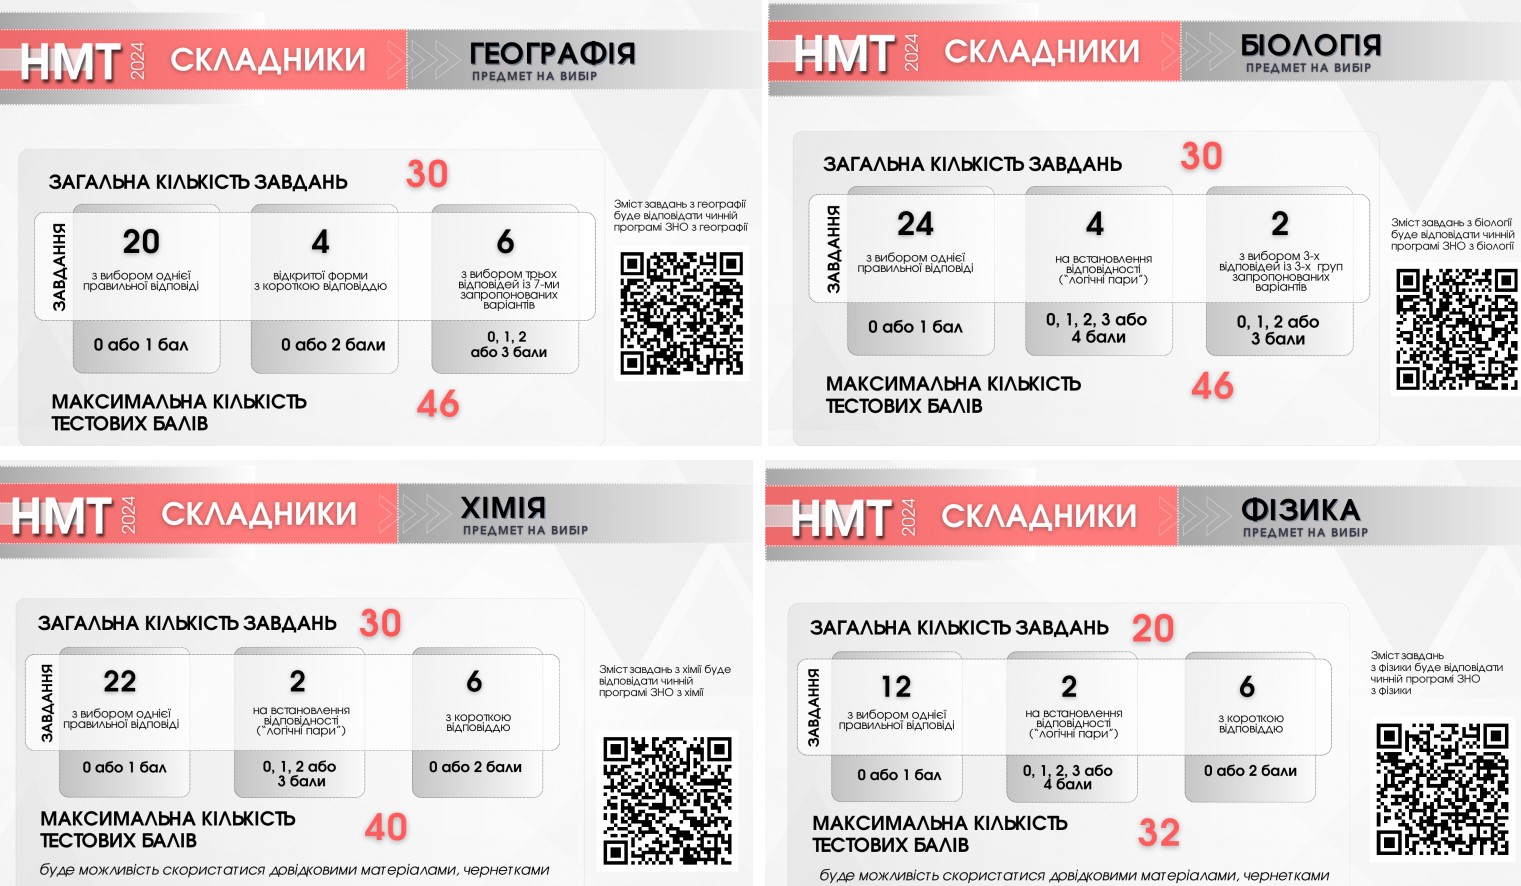 НМТ 2024 СКЛАДНИКИ ГЕОГРАФІЯ
ПРЕДМЕТ НА ВИБІР
ЗАГАЛЬНА КІЛЬКІСТЬ ЗАВДАНЬ 30
ЗАВДАННЯ
20
з вибором однієї
правильної відповіді
0 або 1 бал
4
відкритої форми
з короткою відповіддю
0 або 2 бали
6
з вибором трьох
відповідей із 7-ми
запропонованих
варіантів
0, 1, 2
або 3 бали
МАКСИМАЛЬНА КІЛЬКІСТЬ
ТЕСТОВИХ БАЛІВ
46
Зміст завдань з географії
буде відповідати чинній
програмі ЗНО з географії
НМТ 2024 СКЛАДНИКИ БІОЛОГІЯ
ПРЕДМЕТ НА ВИБІР
ЗАГАЛЬНА КІЛЬКІСТЬ ЗАВДАНЬ 30
ЗАВДАННЯ
24
з вибором однієї
правильної відповіді
0 або 1 бал
4
на встановлення
відповідності
("логічні пари")
0, 1, 2, 3 або
4 бали
2
з вибором 3-х
відповідей із 3-х груп
запропонованих
варіантів
0, 1, 2 або
3 бали
МАКСИМАЛЬНА КІЛЬКІСТЬ
ТЕСТОВИХ БАЛІВ
46
Зміст завдань з біології
буде відповідати чинній
програмі ЗНО з біології
НМТ 2024 СКЛАДНИКИ ХІМІЯ
ПРЕДМЕТ НА ВИБІР
ЗАГАЛЬНА КІЛЬКІСТЬ ЗАВДАНЬ 30
ЗАВДАННЯ
22
з вибором однієї
правильної відповіді
0 або 1 бал
2
на встановлення
відповідності
("логічні пари")
0, 1, 2 або
3 бали
6
з короткою
відповіддю
0 або 2 бали
МАКСИМАЛЬНА КІЛЬКІСТЬ
ТЕСТОВИХ БАЛІВ
40
буде можливість скористатися довідковими матеріалами, чернетками
Зміст завдань з хімії буде
відповідати чинній
програмі ЗНО з хімії
НМТ 2024 СКЛАДНИКИ ФІЗИКА
ПРЕДМЕТ НА ВИБІР
ЗАГАЛЬНА КІЛЬКІСТЬ ЗАВДАНЬ 20
ЗАВДАННЯ
12
з вибором однієї
правильної відповіді
0 або 1 бал
2
на встановлення
відповідності
("логічні пари")
0, 1, 2, 3 або
4 бали
6
з короткою
відповіддю
0 або 2 бали
МАКСИМАЛЬНА КІЛЬКІСТЬ
ТЕСТОВИХ БАЛІВ
32
буде можливість скористатися довідковими матеріалами, чернетками
Зміст завдань
з фізики буде відповідати
чинній програмі ЗНО
з фізики